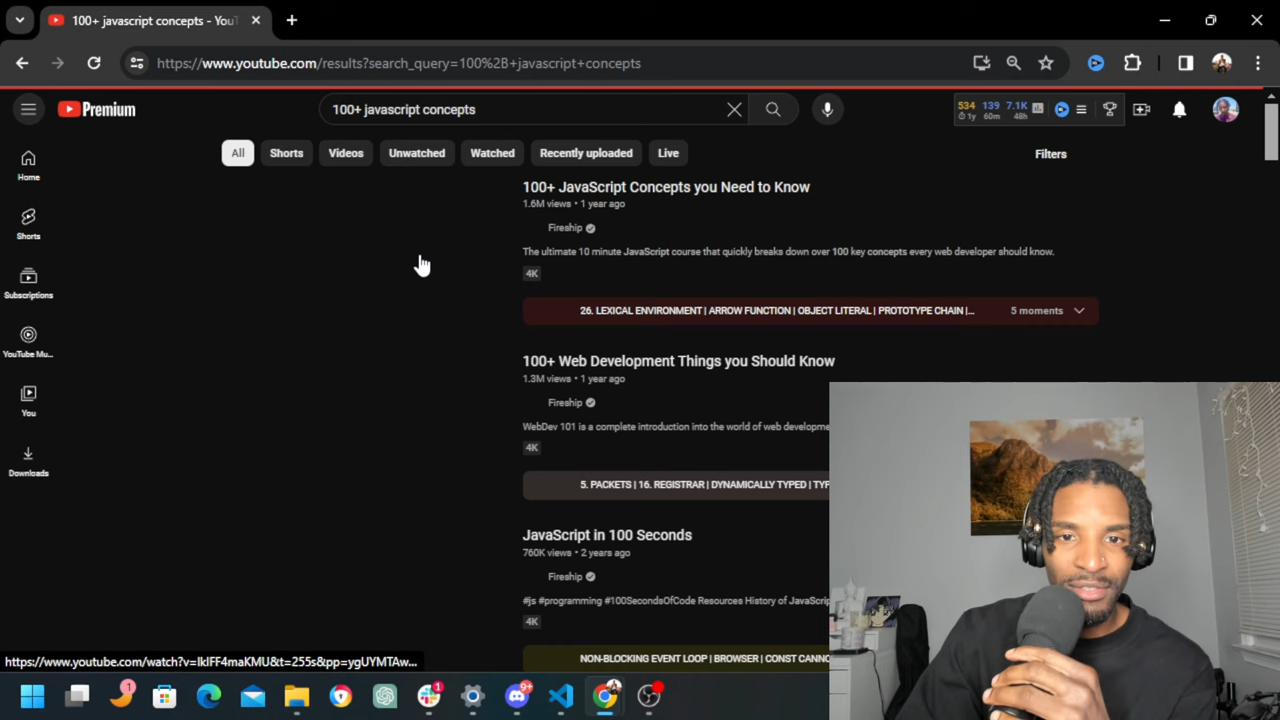 100+ javascript concepts - YouT
https://www.youtube.com/results?search_query=100%2B+javascript+concepts
Premium
100+ javascript concepts
534 139 7.1K
1y 60m 48h
All Shorts Videos Unwatched Watched Recently uploaded Live Filters
Home
Shorts
Subscriptions
YouTube Mu...
You
Downloads
100+ JavaScript Concepts you Need to Know
1.6M views • 1 year ago
Fireship
The ultimate 10 minute JavaScript course that quickly breaks down over 100 key concepts every web developer should know.
4K
26. LEXICAL ENVIRONMENT | ARROW FUNCTION | OBJECT LITERAL | PROTOTYPE CHAIN |... 5 moments
100+ Web Development Things you Should Know
1.3M views • 1 year ago
Fireship
WebDev 101 is a complete introduction into the world of web developme
4K
5. PACKETS | 16. REGISTRAR | DYNAMICALLY TYPED | TYP
JavaScript in 100 Seconds
760K views • 2 years ago
Fireship
#js #programming #100SecondsOfCode Resources History of JavaScrip
4K
NON-BLOCKING EVENT LOOP | BROWSER | CONST CANNO
https://www.youtube.com/watch?v=lkIFF4maKMU&t=255s&pp=ygUYMTAw...
1 1 9+